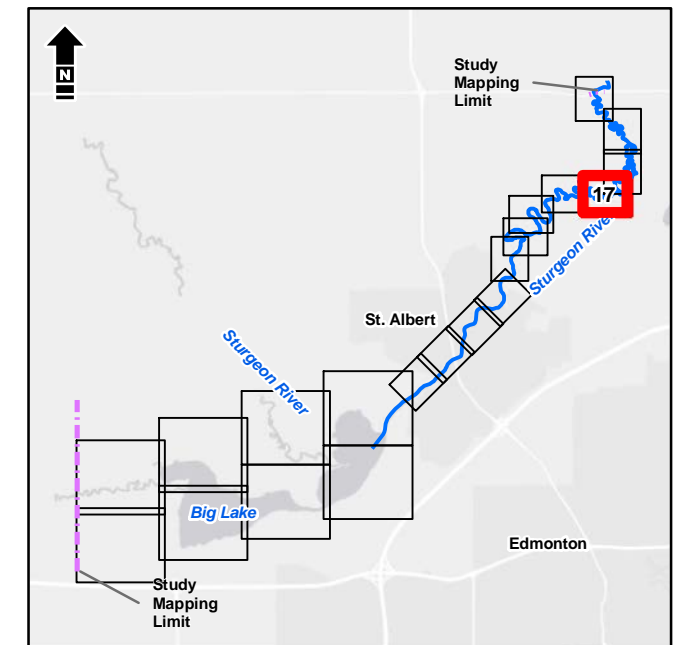 N
Study
Mapping
Limit
17
Sturgeon River
St. Albert
Sturgeon River
Big Lake
Edmonton
Study
Mapping
Limit